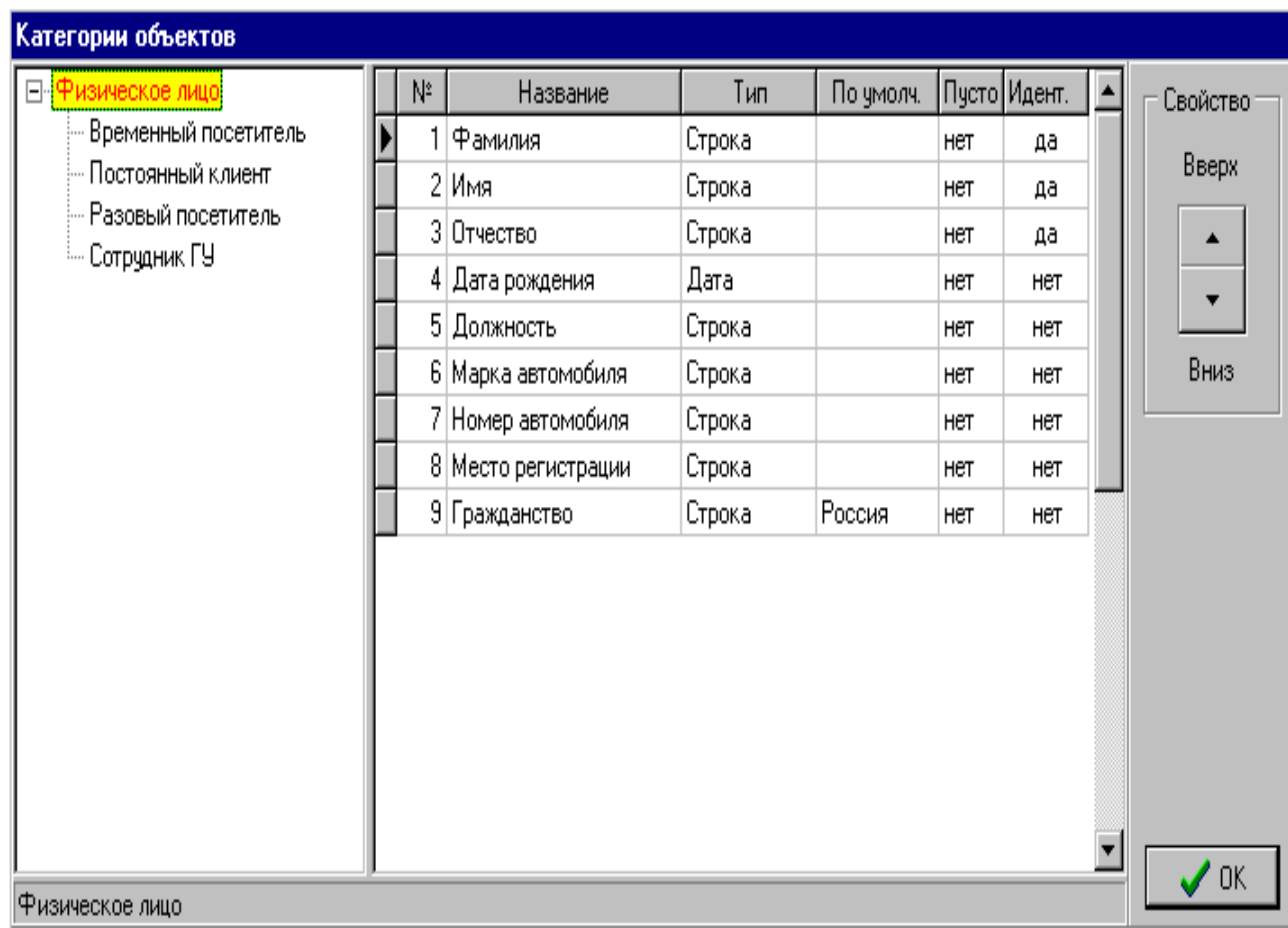 Категории объектов
Физическое лицо
Временный посетитель
Постоянный клиент
Разовый посетитель
Сотрудник ГУ
№ Название Тип По умолч. Пусто Идент.
1 Фамилия Строка нет да
2 Имя Строка нет да
3 Отчество Строка нет да
4 Дата рождения Дата нет нет
5 Должность Строка нет нет
6 Марка автомобиля Строка нет нет
7 Номер автомобиля Строка нет нет
8 Место регистрации Строка нет нет
9 Гражданство Строка Россия нет нет
Свойство
Вверх
Вниз
OK
Физическое лицо